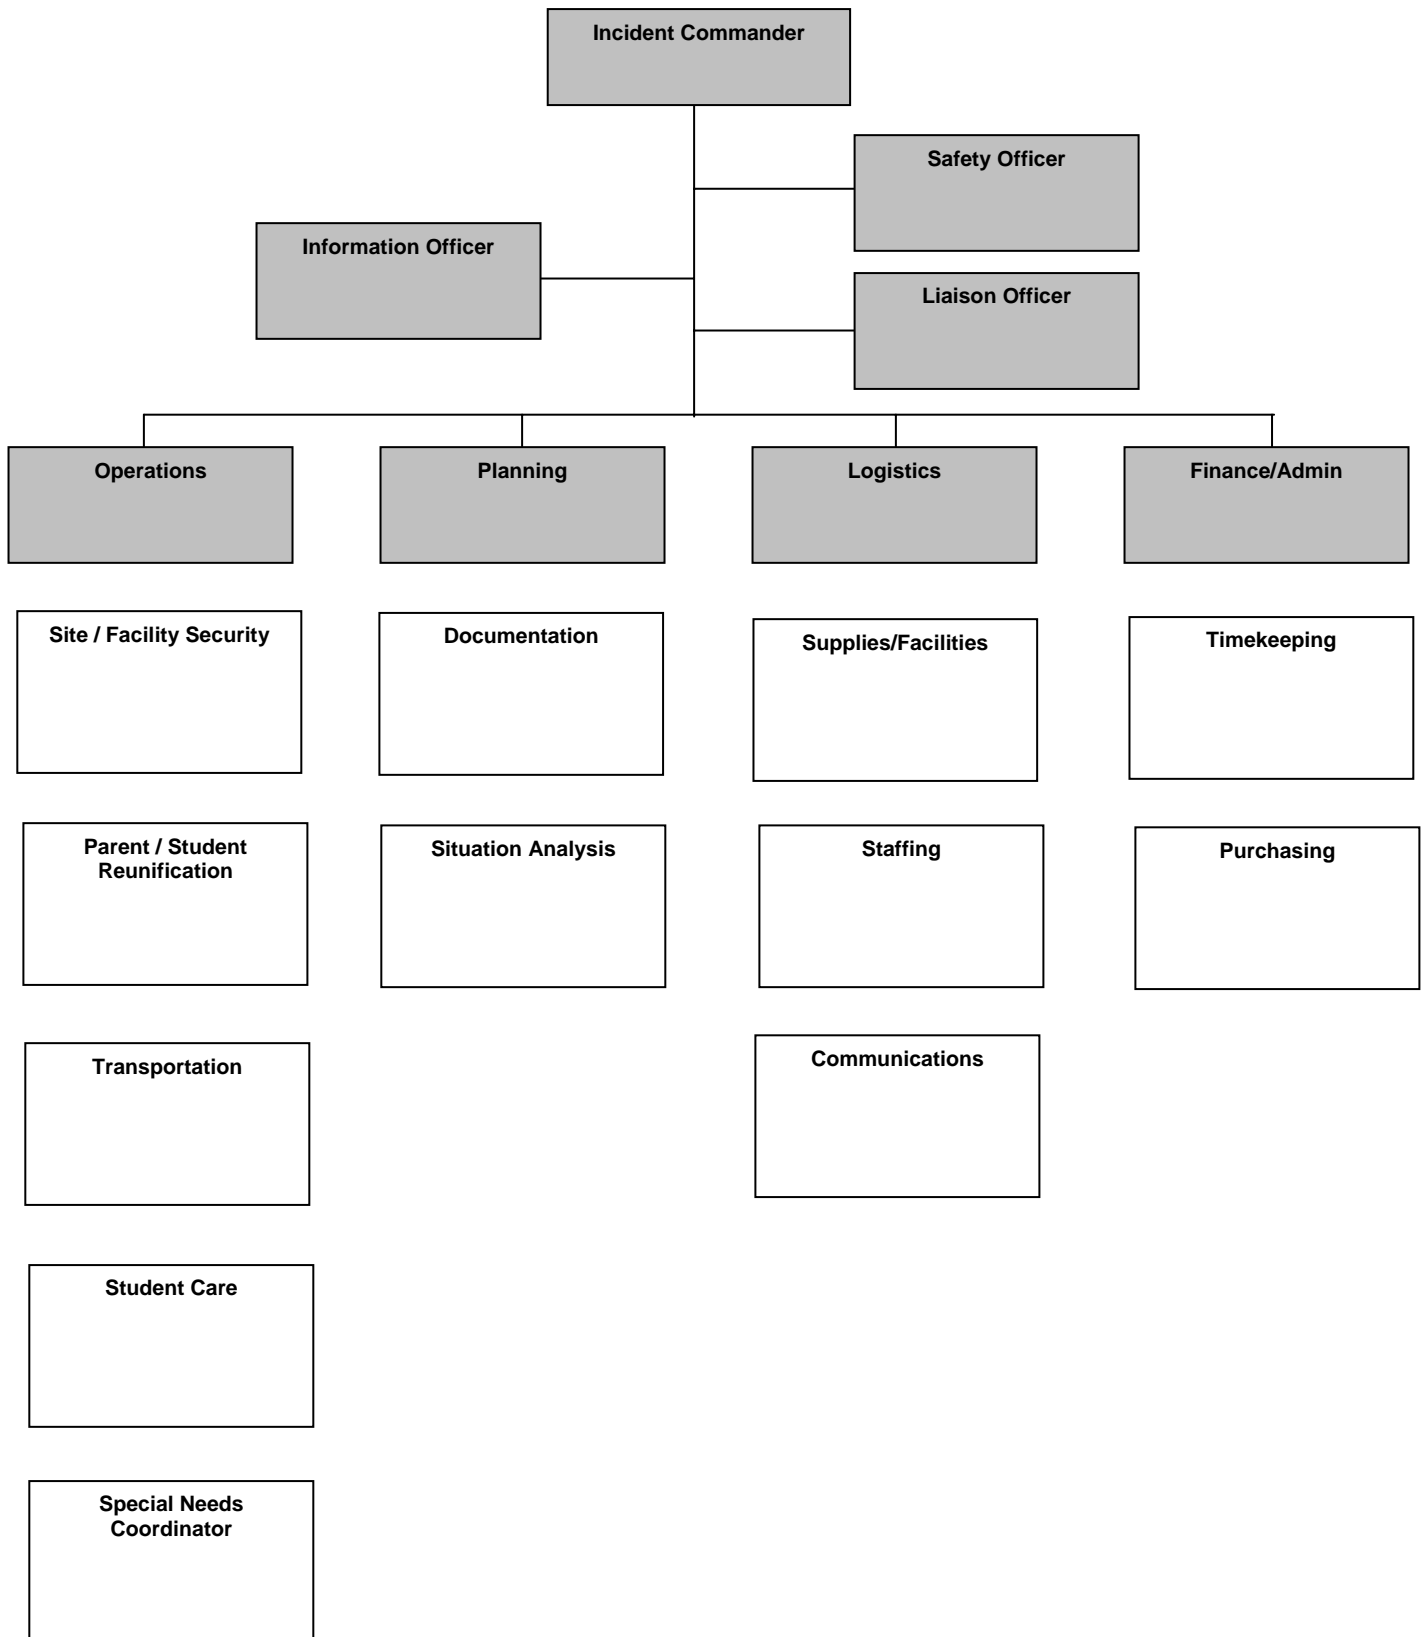 Incident Commander
Safety Officer
Information Officer
Liaison Officer
Operations
Planning
Logistics
Finance/Admin
Site / Facility Security
Documentation
Supplies/Facilities
Timekeeping
Parent / Student
Reunification
Situation Analysis
Staffing
Purchasing
Transportation
Communications
Student Care
Special Needs
Coordinator